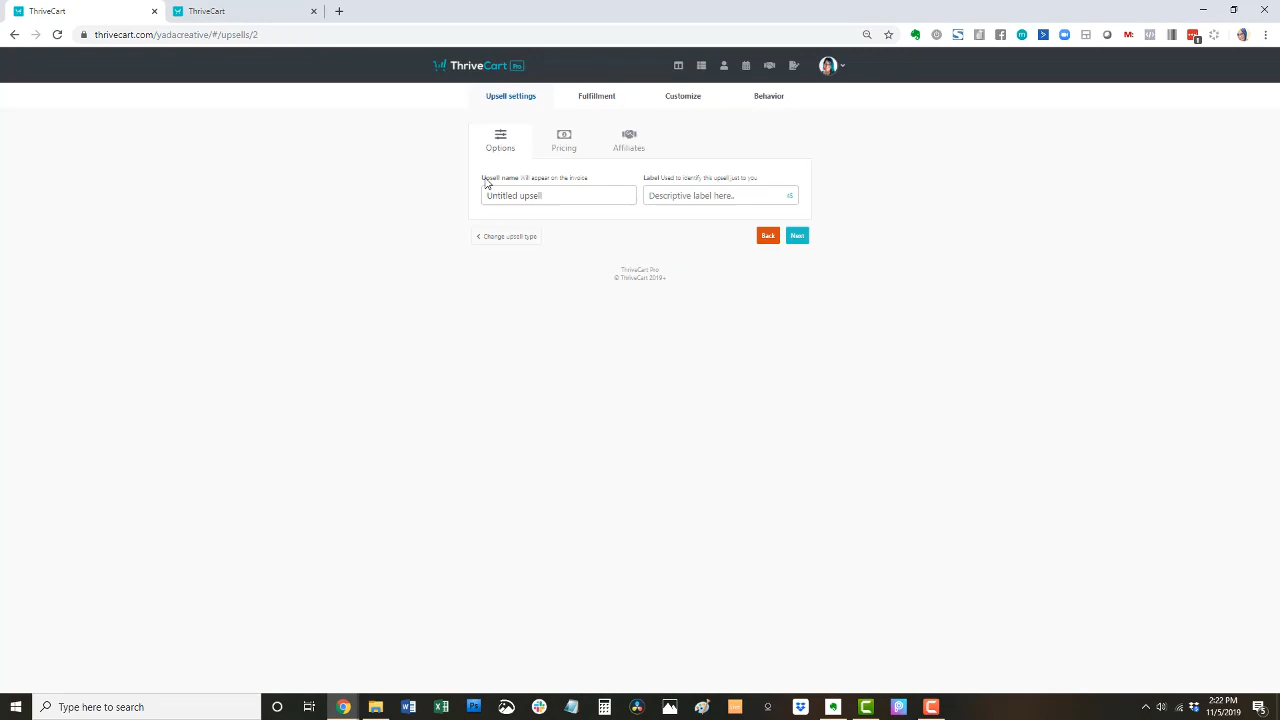 ThriveCart
ThriveCart
thrivecart.com/yadacreative/#/upsells/2
ThriveCart Pro
Upsell settings
Fulfillment
Customize
Behavior
Options
Pricing
Affiliates
Upsell name Will appear on the invoice
Label Used to identify this upsell just to you
Untitled upsell
Descriptive label here..
45
Change upsell type
Back
Next
ThriveCart Pro
© ThriveCart 2019+
Type here to search
2:22 PM
11/5/2019